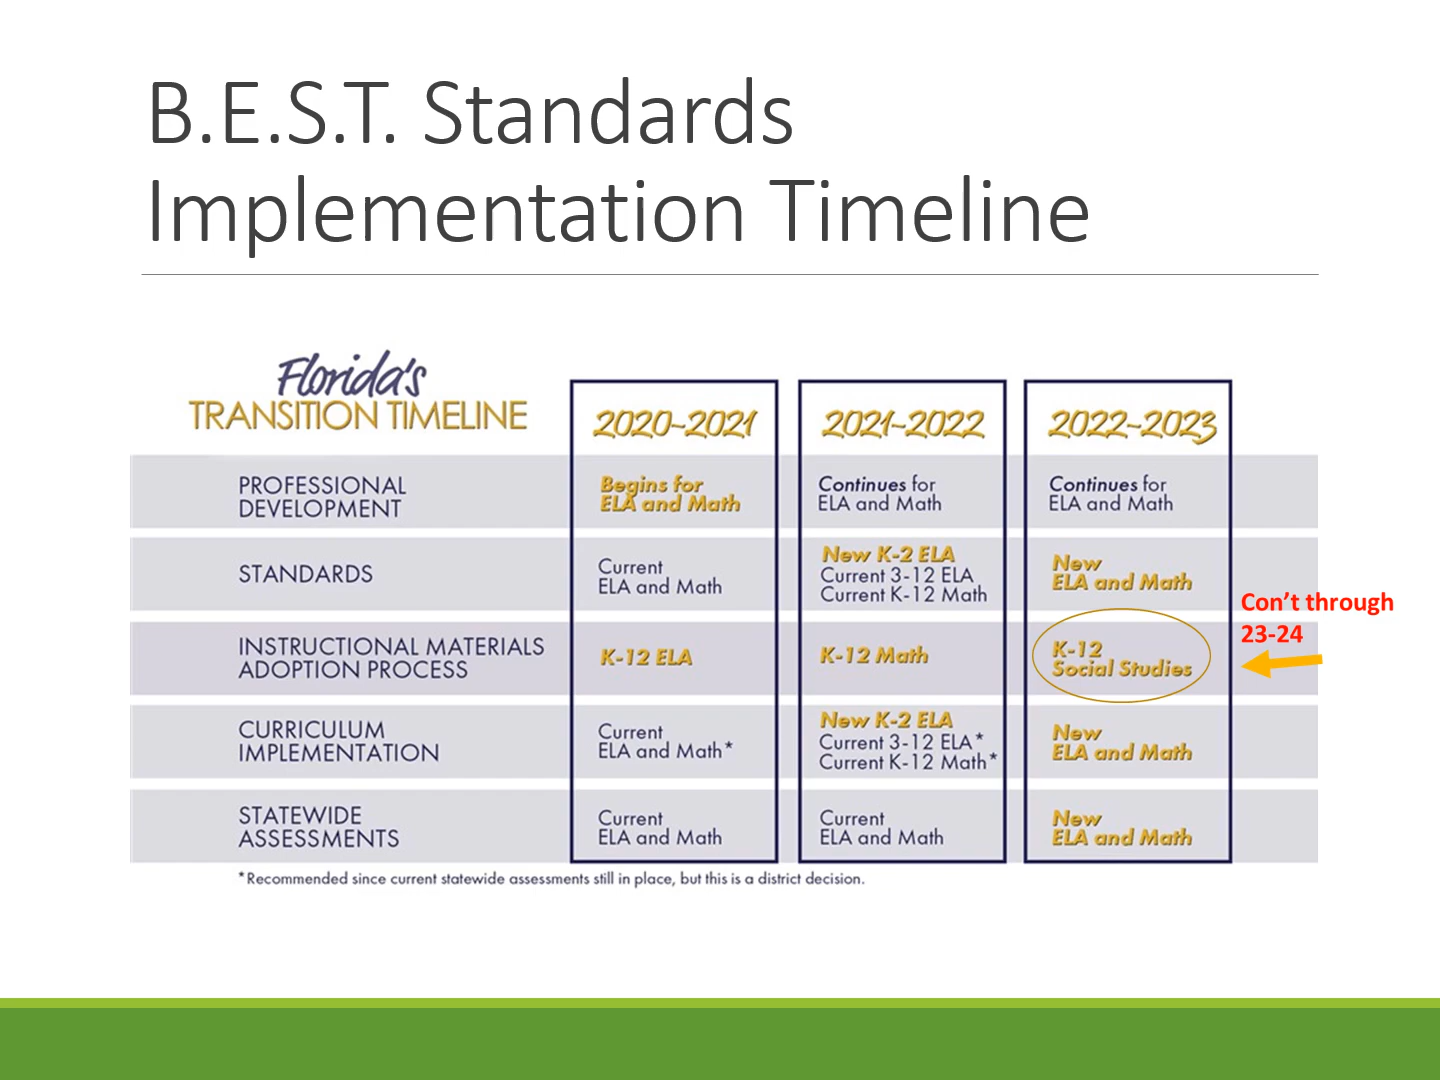 B.E.S.T. Standards
Implementation Timeline
Florida's
TRANSITION TIMELINE
2020-2021
2021-2022
2022-2023
PROFESSIONAL
DEVELOPMENT
Begins for
ELA and Math
Continues for
ELA and Math
Continues for
ELA and Math
STANDARDS
Current
ELA and Math
New K-2 ELA
Current 3-12 ELA
Current K-12 Math
New
ELA and Math
Con’t through
23-24
INSTRUCTIONAL MATERIALS
ADOPTION PROCESS
K-12 ELA
K-12 Math
K-12
Social Studies
CURRICULUM
IMPLEMENTATION
Current
ELA and Math*
New K-2 ELA
Current 3-12 ELA*
Current K-12 Math*
New
ELA and Math
STATEWIDE
ASSESSMENTS
Current
ELA and Math
Current
ELA and Math
New
ELA and Math
*Recommended since current statewide assessments still in place, but this is a district decision.